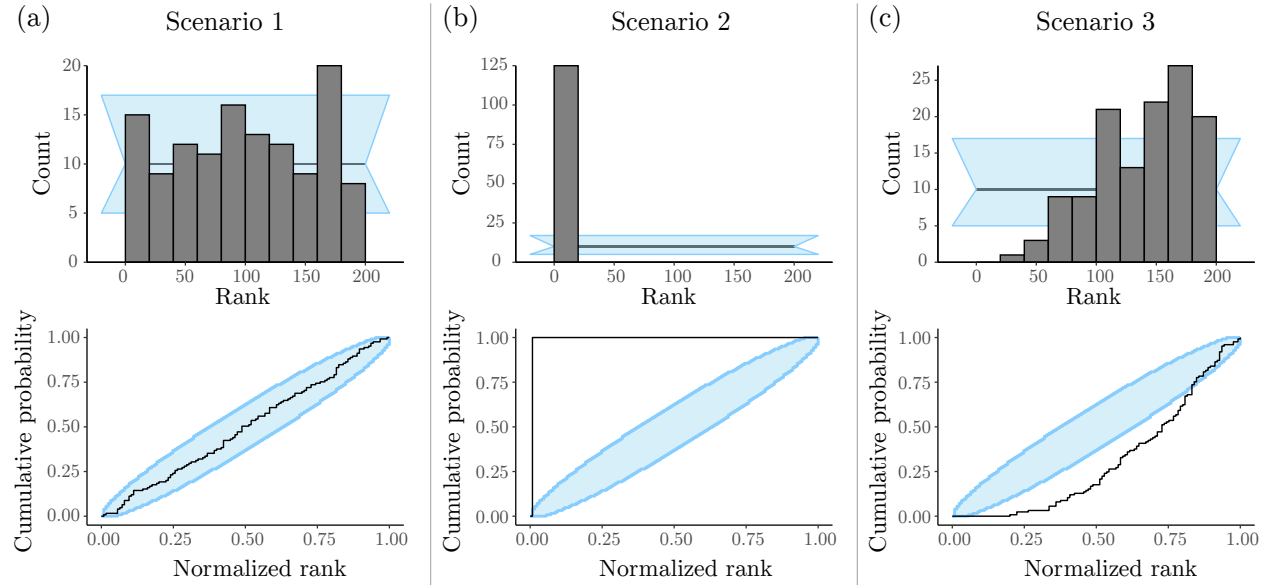 (a) Scenario 1
20
15
10
5
0
Count
0 50 100 150 200
Rank
1.00
0.75
0.50
0.25
0.00
Cumulative probability
0.00 0.25 0.50 0.75 1.00
Normalized rank
(b) Scenario 2
125
100
75
50
25
0
Count
0 50 100 150 200
Rank
1.00
0.75
0.50
0.25
0.00
Cumulative probability
0.00 0.25 0.50 0.75 1.00
Normalized rank
(c) Scenario 3
25
20
15
10
5
0
Count
0 50 100 150 200
Rank
1.00
0.75
0.50
0.25
0.00
Cumulative probability
0.00 0.25 0.50 0.75 1.00
Normalized rank